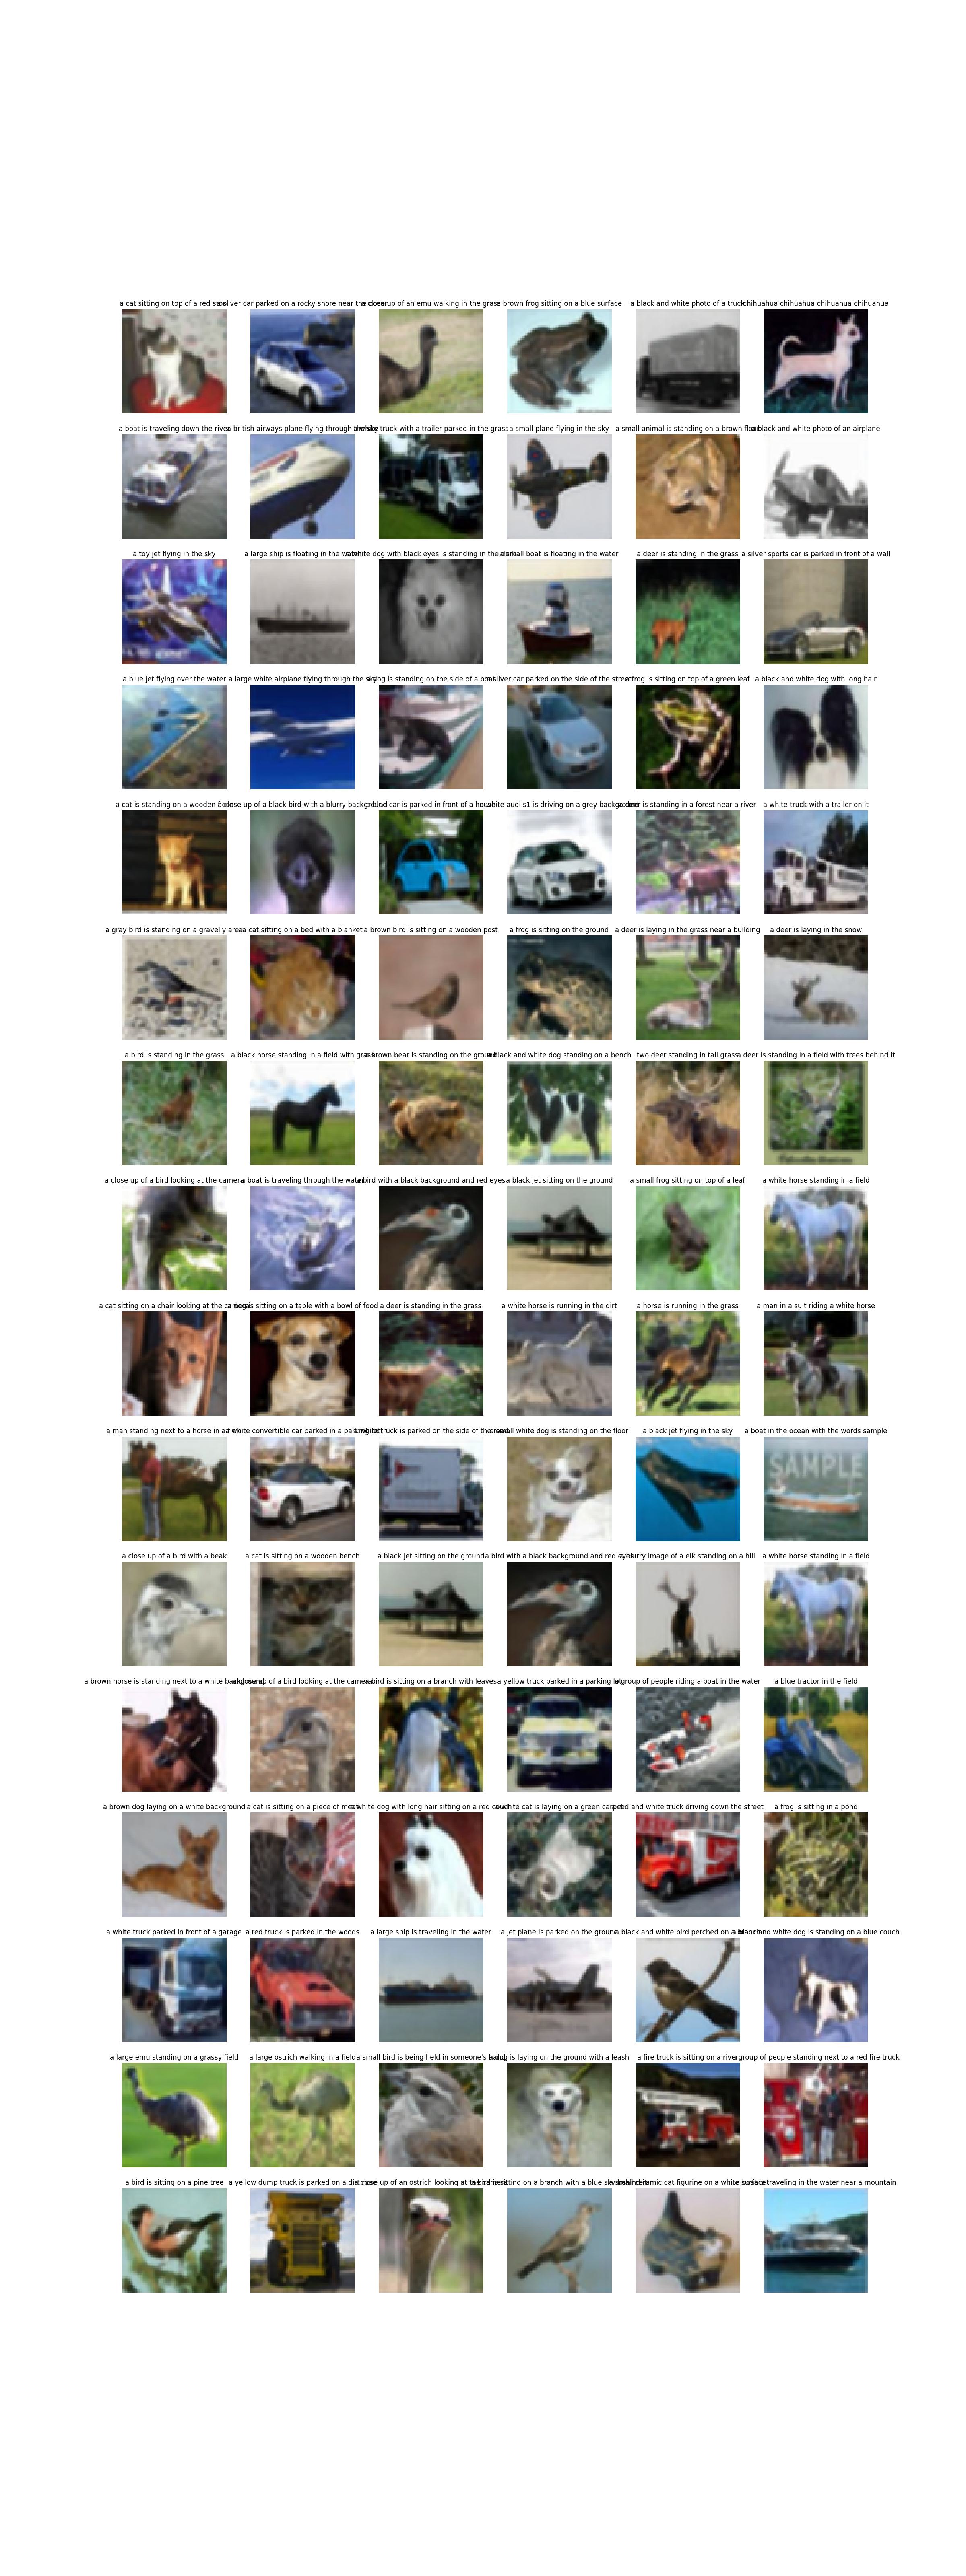 a cat sitting on top of a red stool
a silver car parked on a rocky shore near the ocean
a close up of an emu walking in the grass
a brown frog sitting on a blue surface
a black and white photo of a truck
chihuahua chihuahua chihuahua chihuahua
a boat is traveling down the river
a british airways plane flying through the sky
a white truck with a trailer parked in the grass
a small plane flying in the sky
a small animal is standing on a brown floor
a black and white photo of an airplane
a toy jet flying in the sky
a large ship is floating in the water
a white dog with black eyes is standing in the dark
a small boat is floating in the water
a deer is standing in the grass
a silver sports car is parked in front of a wall
a blue jet flying over the water
a large white airplane flying through the sky
a dog is standing on the side of a boat
a silver car parked on the side of the street
a frog is sitting on top of a green leaf
a black and white dog with long hair
a cat is standing on a wooden floor
a close up of a black bird with a blurry background
a blue car is parked in front of a house
a white audi s1 is driving on a grey background
a deer is standing in a forest near a river
a white truck with a trailer on it
a gray bird is standing on a gravelly area
a cat sitting on a bed with a blanket
a brown bird is sitting on a wooden post
a frog is sitting on the ground
a deer is laying in the grass near a building
a deer is laying in the snow
a bird is standing in the grass
a black horse standing in a field with grass
a brown bear is standing on the ground
a black and white dog standing on a bench
two deer standing in tall grass
a deer is standing in a field with trees behind it
a close up of a bird looking at the camera
a boat is traveling through the water
a bird with a black background and red eyes
a black jet sitting on the ground
a small frog sitting on top of a leaf
a white horse standing in a field
a cat sitting on a chair looking at the camera
a dog is sitting on a table with a bowl of food
a deer is standing in the grass
a white horse is running in the dirt
a horse is running in the grass
a man in a suit riding a white horse
a man standing next to a horse in a field
a white convertible car parked in a parking lot
a white truck is parked on the side of the road
a small white dog is standing on the floor
a black jet flying in the sky
a boat in the ocean with the words sample
SAMPLE
a close up of a bird with a beak
a cat is sitting on a wooden bench
a black jet sitting on the ground
a bird with a black background and red eyes
a blurry image of a elk standing on a hill
a white horse standing in a field
a brown horse is standing next to a white background
a close up of a bird looking at the camera
a bird is sitting on a branch with leaves
a yellow truck parked in a parking lot
a group of people riding a boat in the water
a blue tractor in the field
a brown dog laying on a white background
a cat is sitting on a piece of meat
a white dog with long hair sitting on a red couch
a white cat is laying on a green carpet
a red and white truck driving down the street
a frog is sitting in a pond
a white truck parked in front of a garage
a red truck is parked in the woods
a large ship is traveling in the water
a jet plane is parked on the ground
a black and white bird perched on a branch
a black and white dog is standing on a blue couch
a large emu standing on a grassy field
a large ostrich walking in a field
a small bird is being held in someone's hand
a dog is laying on the ground with a leash
a fire truck is sitting on a river
a group of people standing next to a red fire truck
a bird is sitting on a pine tree
a yellow dump truck is parked on a dirt road
a close up of an ostrich looking at the camera
a bird is sitting on a branch with a blue sky behind it
a small ceramic cat figurine on a white surface
a boat is traveling in the water near a mountain